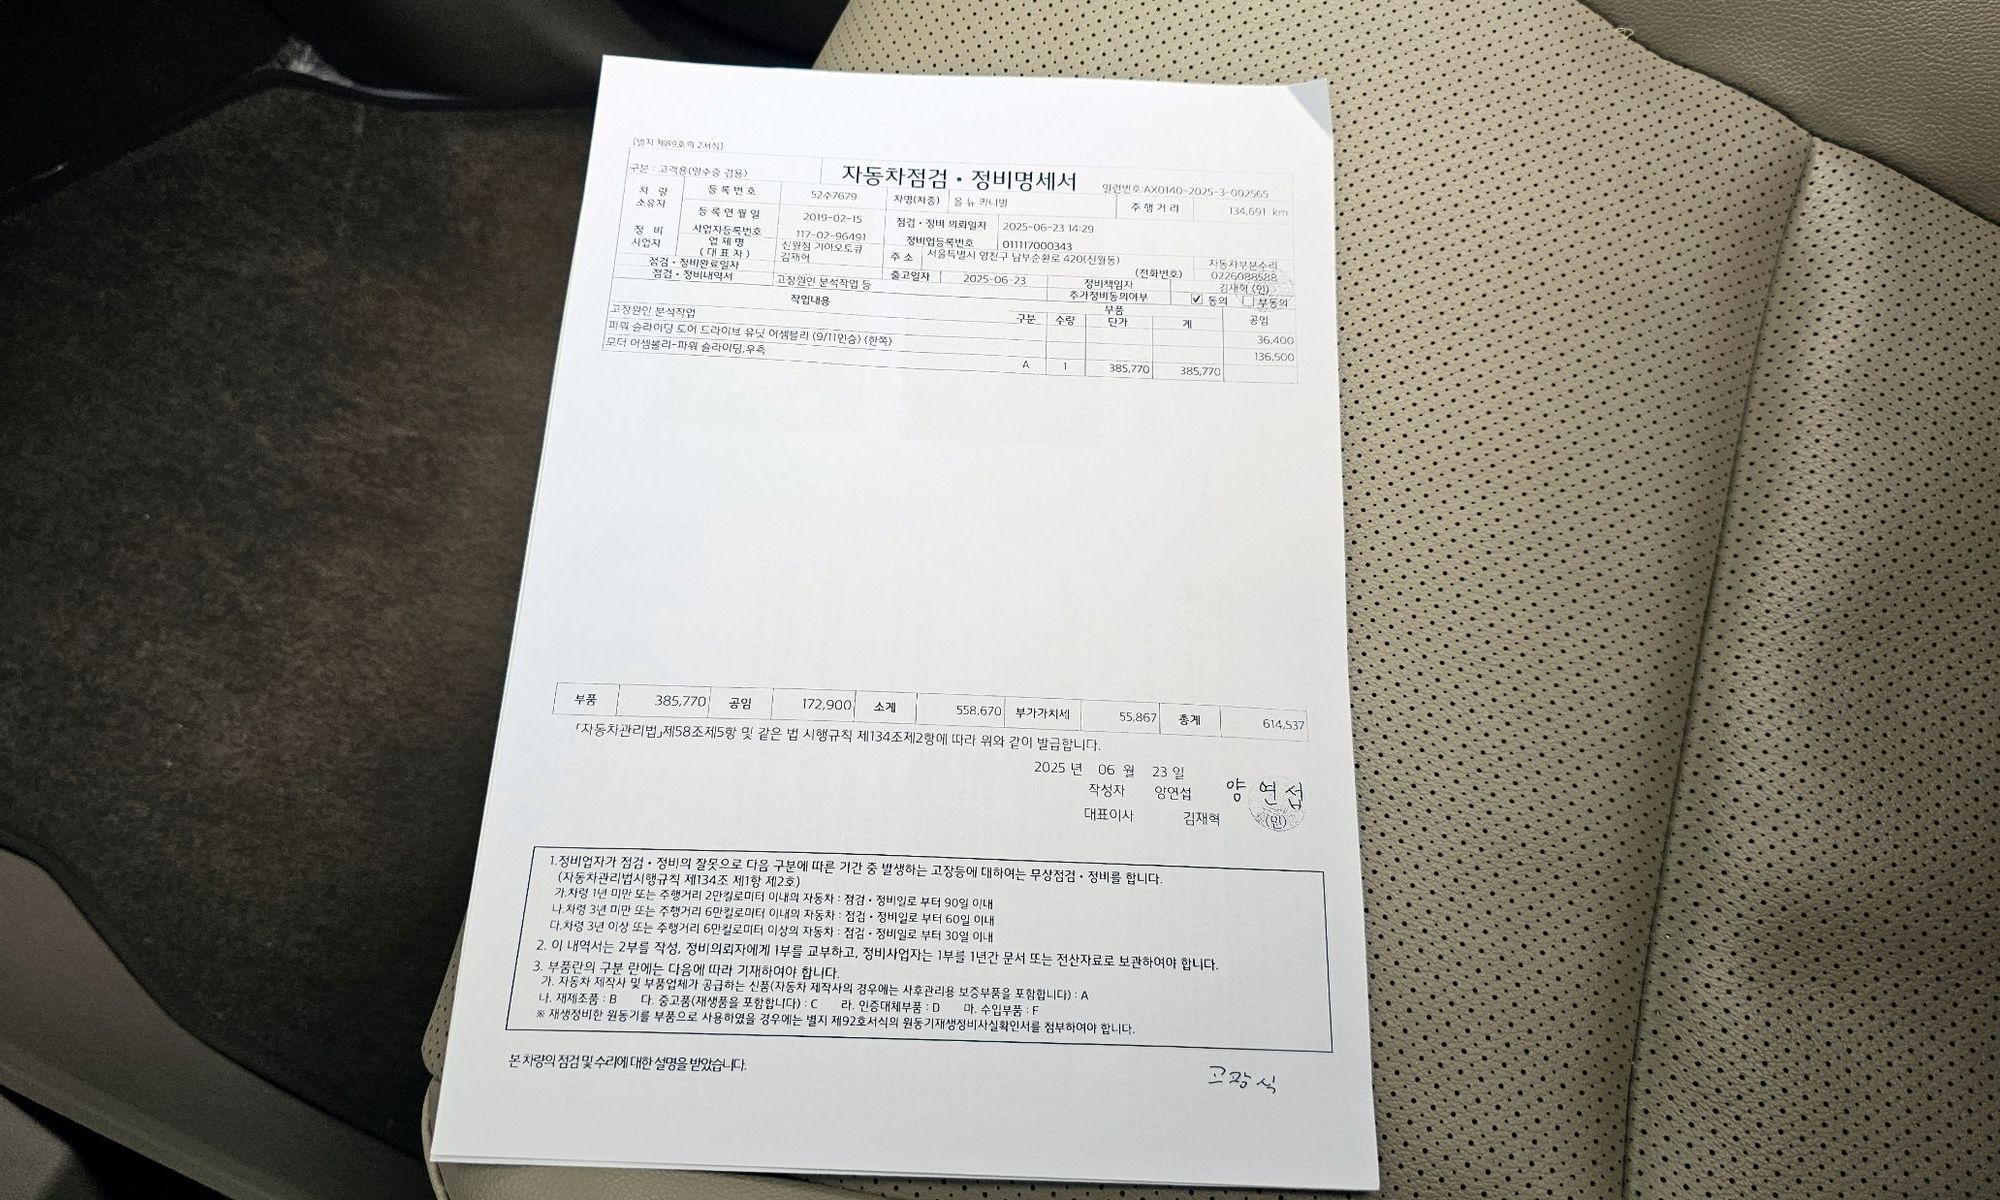 [별지 제89호의 2서식]
구분 : 고객용(영수증 겸용) 자동차점검 • 정비명세서 일련번호:AX0140-2025-3-002565
차 량 소유자 등록번호 52수7679 차명(차종) 올 뉴 카니발 주행거리 134,691 km
등록연월일 2019-02-15 점검 • 정비 의뢰일자 2025-06-23 14:29
정 비 사업자 사업자등록번호 117-02-96491 정비업등록번호 011117000343 자동차부분수리
업 체 명 (대표자) 신월점 기아오토큐 김재혁 주 소 서울특별시 양천구 남부순환로 420(신월동) (전화번호) 0226088588
점검 • 정비완료일자 출고일자 2025-06-23 정비책임자 김재혁 (인)
점검 • 정비내역서 고장원인 분석작업 등 추가정비동의여부 ✓ 동의 부동의
작업내용 부품 공임
구분 수량 단가 계
고장원인 분석작업 36,400
파워 슬라이딩 도어 드라이브 유닛 어셈블리 (9/11인승) (한쪽) 136,500
모터 어셈블리-파워 슬라이딩,우측 A 1 385,770 385,770
부품 385,770 공임 172,900 소계 558,670 부가가치세 55,867 총계 614,537
「자동차관리법」제58조제5항 및 같은 법 시행규칙 제134조제2항에 따라 위와 같이 발급합니다.
2025 년 06 월 23 일
작성자 양연섭 양 연 섭
대표이사 김재혁 (인)
1.정비업자가 점검 • 정비의 잘못으로 다음 구분에 따른 기간 중 발생하는 고장등에 대하여는 무상점검 • 정비를 합니다.
(자동차관리법시행규칙 제134조 제1항 제2호)
가.차령 1년 미만 또는 주행거리 2만킬로미터 이내의 자동차 : 점검 • 정비일로 부터 90일 이내
나.차령 3년 미만 또는 주행거리 6만킬로미터 이내의 자동차 : 점검 • 정비일로 부터 60일 이내
다.차령 3년 이상 또는 주행거리 6만킬로미터 이상의 자동차 : 점검 • 정비일로 부터 30일 이내
2. 이 내역서는 2부를 작성, 정비의뢰자에게 1부를 교부하고, 정비사업자는 1부를 1년간 문서 또는 전산자료로 보관하여야 합니다.
3. 부품란의 구분 란에는 다음에 따라 기재하여야 합니다.
가. 자동차 제작사 및 부품업체가 공급하는 신품(자동차 제작사의 경우에는 사후관리용 보증부품을 포함합니다) : A
나. 재제조품 : B 다. 중고품(재생품을 포함합니다) : C 라. 인증대체부품 : D 마. 수입부품 : F
※ 재생정비한 원동기를 부품으로 사용하였을 경우에는 별지 제92호서식의 원동기재생정비사실확인서를 첨부하여야 합니다.
본 차량의 점검 및 수리에 대한 설명을 받았습니다.
고광식